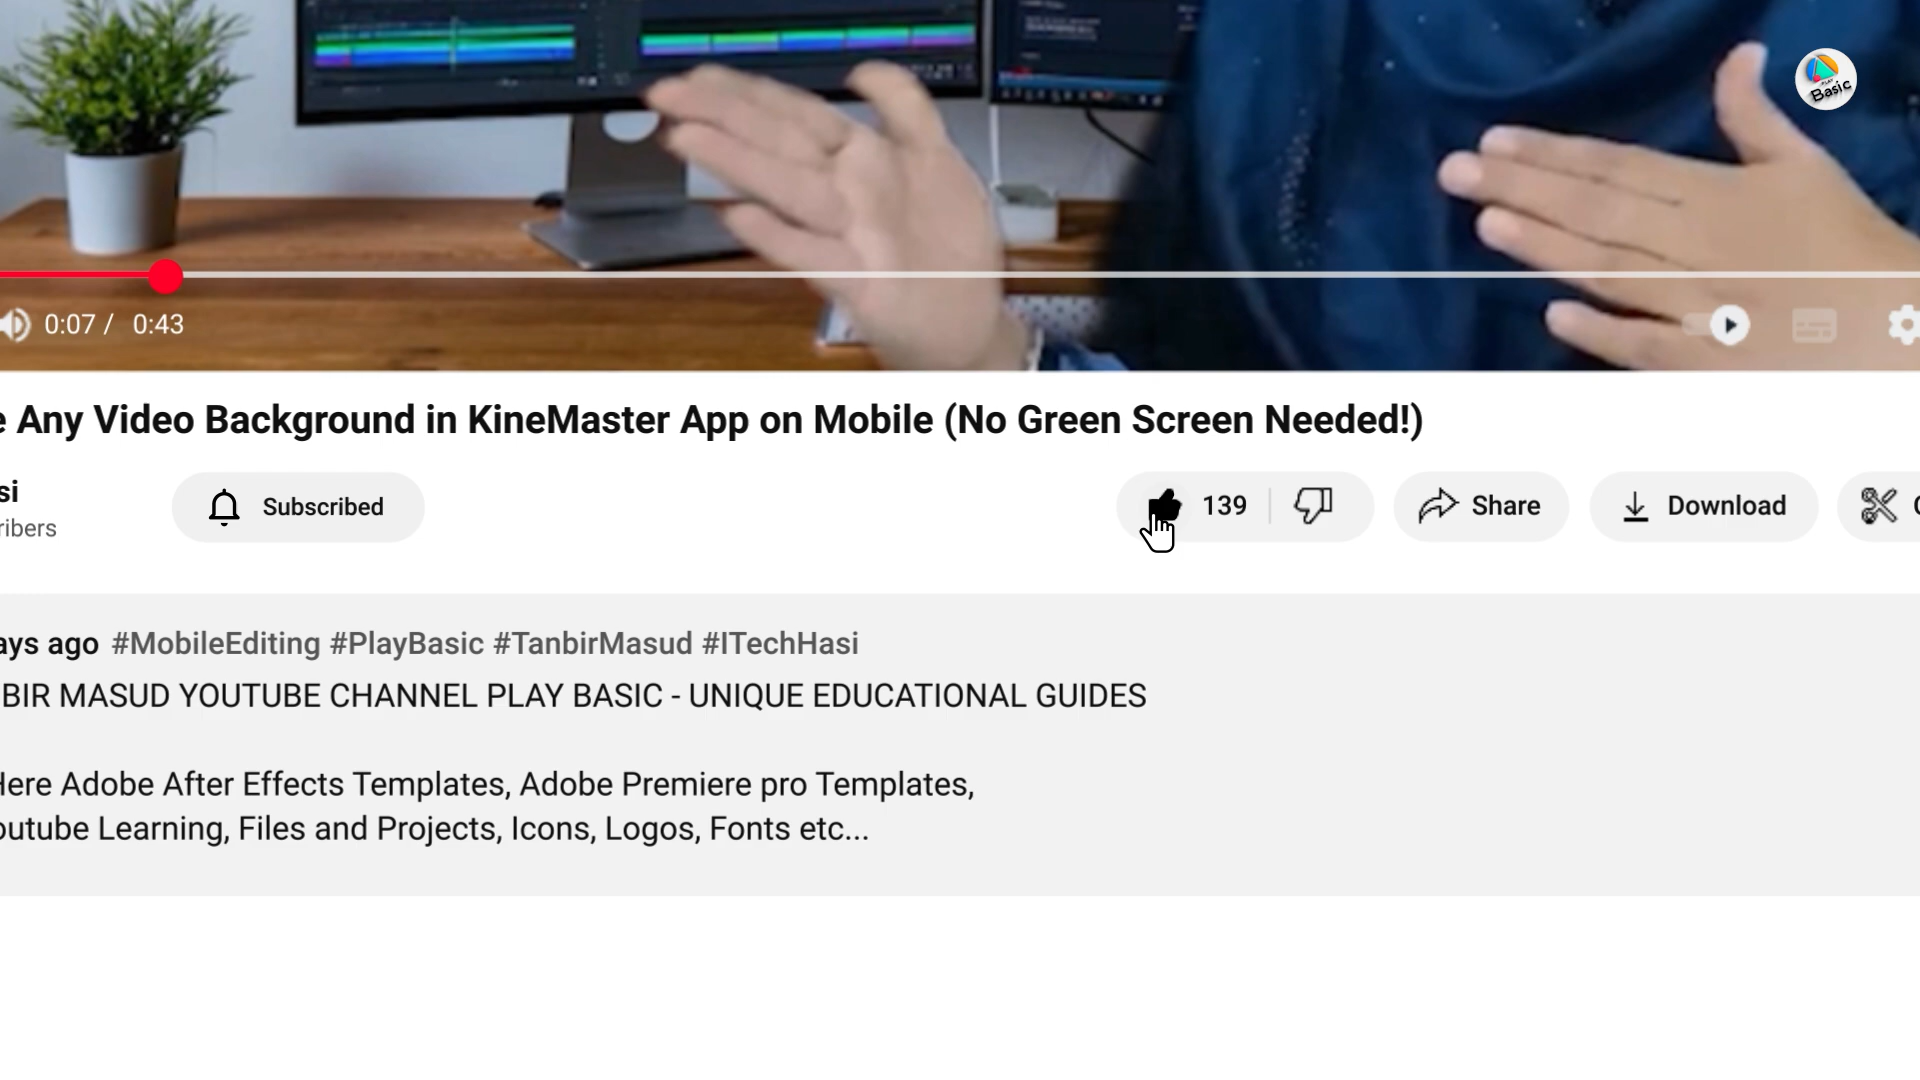 Basic
0:07 / 0:43
Any Video Background in KineMaster App on Mobile (No Green Screen Needed!)
si
Subscribed
139
Share
Download
ribers
ays ago #MobileEditing #PlayBasic #TanbirMasud #ITechHasi
BIR MASUD YOUTUBE CHANNEL PLAY BASIC - UNIQUE EDUCATIONAL GUIDES
Here Adobe After Effects Templates, Adobe Premiere pro Templates,
outube Learning, Files and Projects, Icons, Logos, Fonts etc...